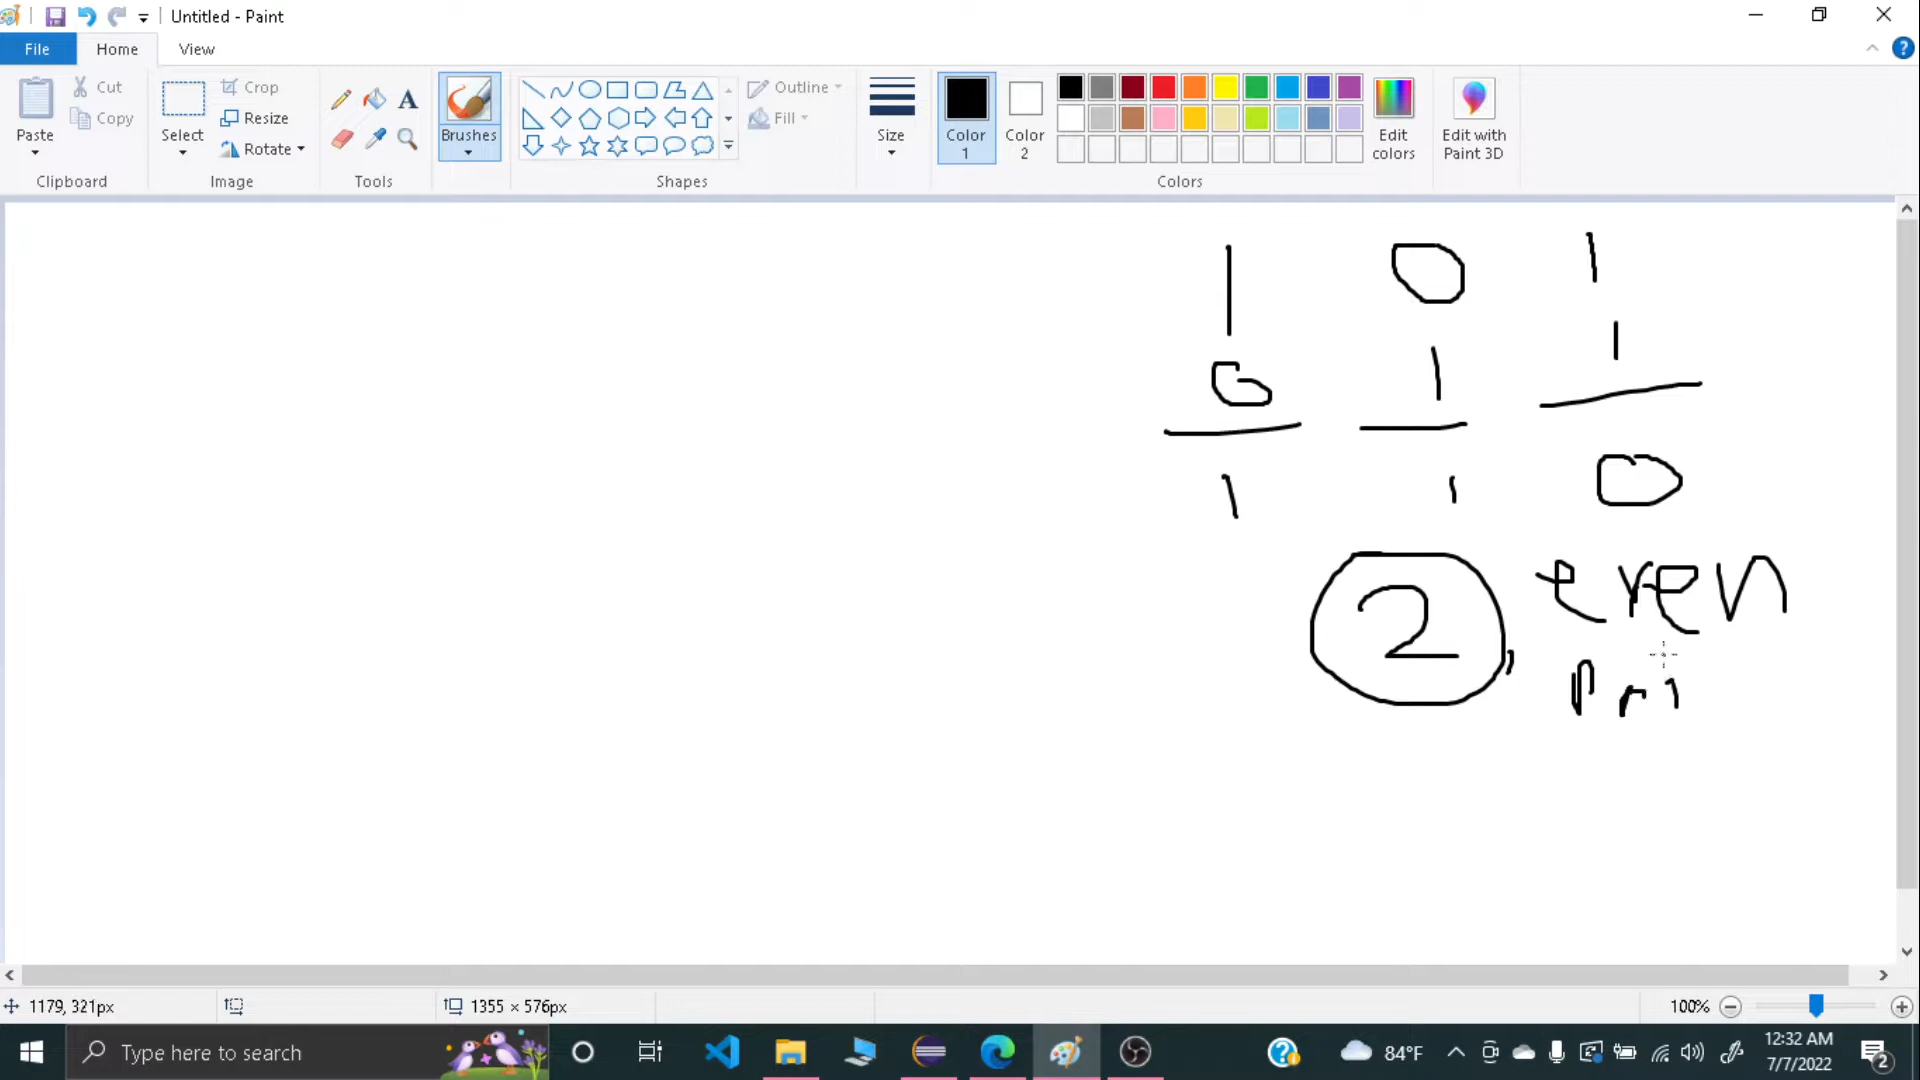 Untitled - Paint
File Home View
Paste Cut Copy Clipboard
Select Crop Resize Rotate Image
Tools
Brushes
Outline Fill Shapes
Size
Color 1 Color 2 Edit colors Edit with Paint 3D Colors
1 0 1
0 1 1
1 1 0
2, even
Pri
1179, 321px 1355 × 576px 100%
Type here to search 84°F 12:32 AM
7/7/2022 2